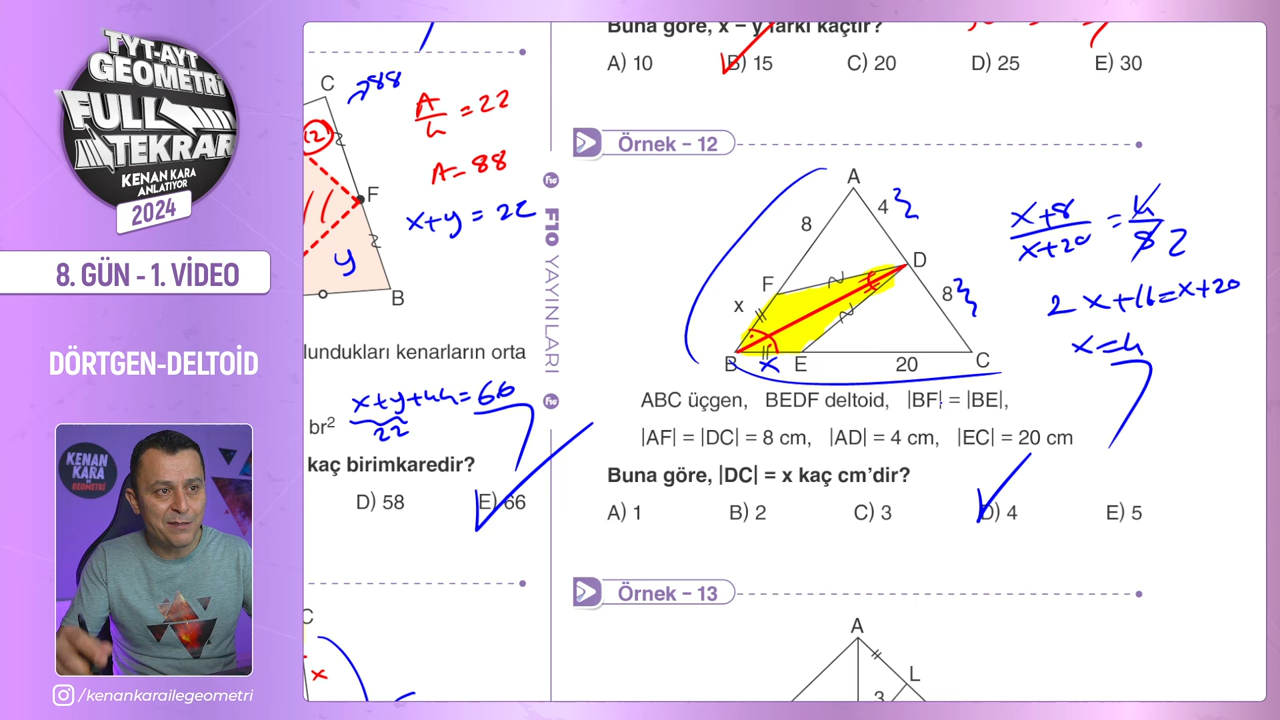 TYT-AYT
GEOMETRİ
FULL
TEKRAR
KENAN KARA
ANLATIYOR
2024
8. GÜN - 1. VİDEO
DÖRTGEN-DELTOİD
KENAN
KARA
GEOMETRİ
/kenankarailegeometri
C
88
A/4 = 22
A=88
x+y = 22
F
y
B
lundukları kenarların orta
x+y+44=66
22
br²
kaç birimkaredir?
D) 58
E) 66
C
x
F10 YAYINLARI
Buna göre, x – y farkı kaçtır?
A) 10
B) 15
C) 20
D) 25
E) 30
Örnek – 12
A
8
4
F
D
x
8
B
x
E
20
C
x+8/x+20 = 4/8 2
2x+16=x+20
x=4
ABC üçgen, BEDF deltoid, |BF| = |BE|,
|AF| = |DC| = 8 cm, |AD| = 4 cm, |EC| = 20 cm
Buna göre, |DC| = x kaç cm’dir?
A) 1
B) 2
C) 3
D) 4
E) 5
Örnek – 13
A
L
3